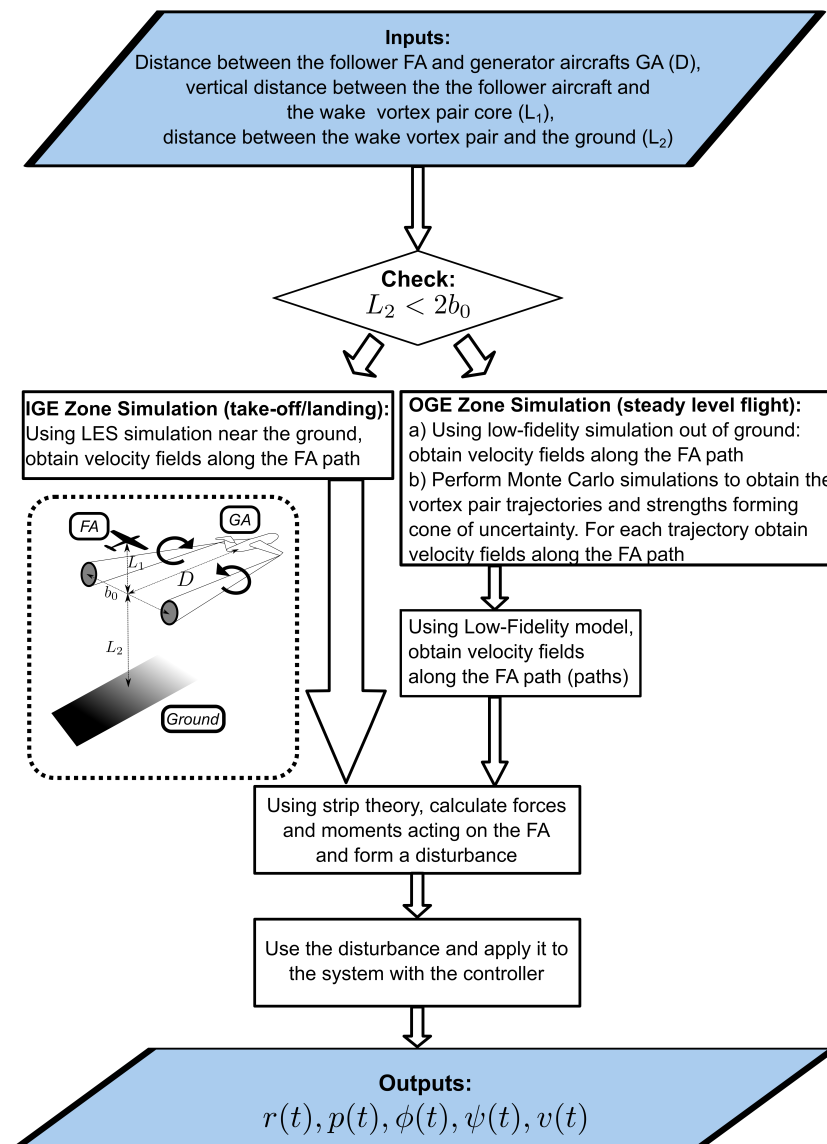 Inputs:
Distance between the follower FA and generator aircrafts GA (D),
vertical distance between the the follower aircraft and
the wake vortex pair core (L₁),
distance between the wake vortex pair and the ground (L₂)
Check:
L₂ < 2b₀
IGE Zone Simulation (take-off/landing):
Using LES simulation near the ground,
obtain velocity fields along the FA path
OGE Zone Simulation (steady level flight):
a) Using low-fidelity simulation out of ground:
obtain velocity fields along the FA path
b) Perform Monte Carlo simulations to obtain the
vortex pair trajectories and strengths forming
cone of uncertainty. For each trajectory obtain
velocity fields along the FA path
FA
GA
L₁
D
b₀
L₂
Ground
Using Low-Fidelity model,
obtain velocity fields
along the FA path (paths)
Using strip theory, calculate forces
and moments acting on the FA
and form a disturbance
Use the disturbance and apply it to
the system with the controller
Outputs:
r(t), p(t), ϕ(t), ψ(t), v(t)